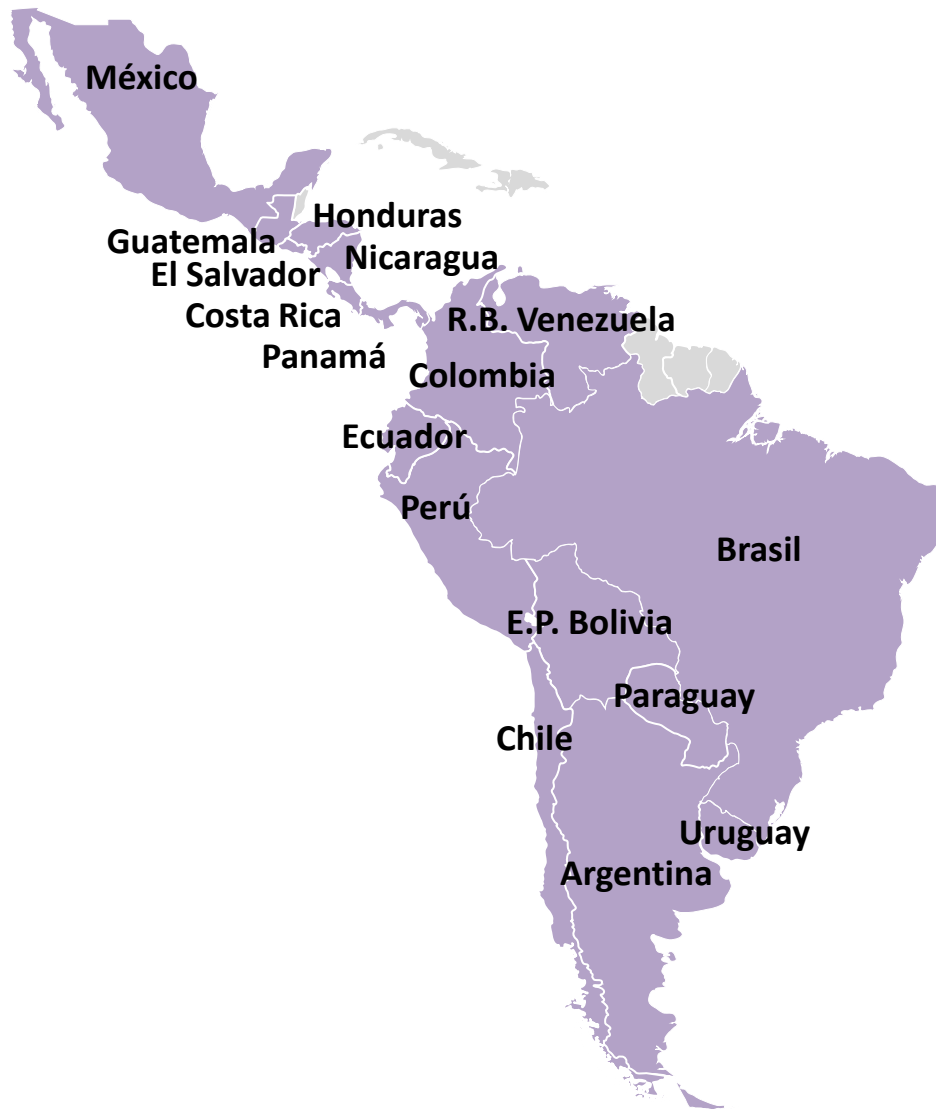 México
Honduras
Guatemala
Nicaragua
El Salvador
Costa Rica
R.B. Venezuela
Panamá
Colombia
Ecuador
Perú
Brasil
E.P. Bolivia
Paraguay
Chile
Uruguay
Argentina